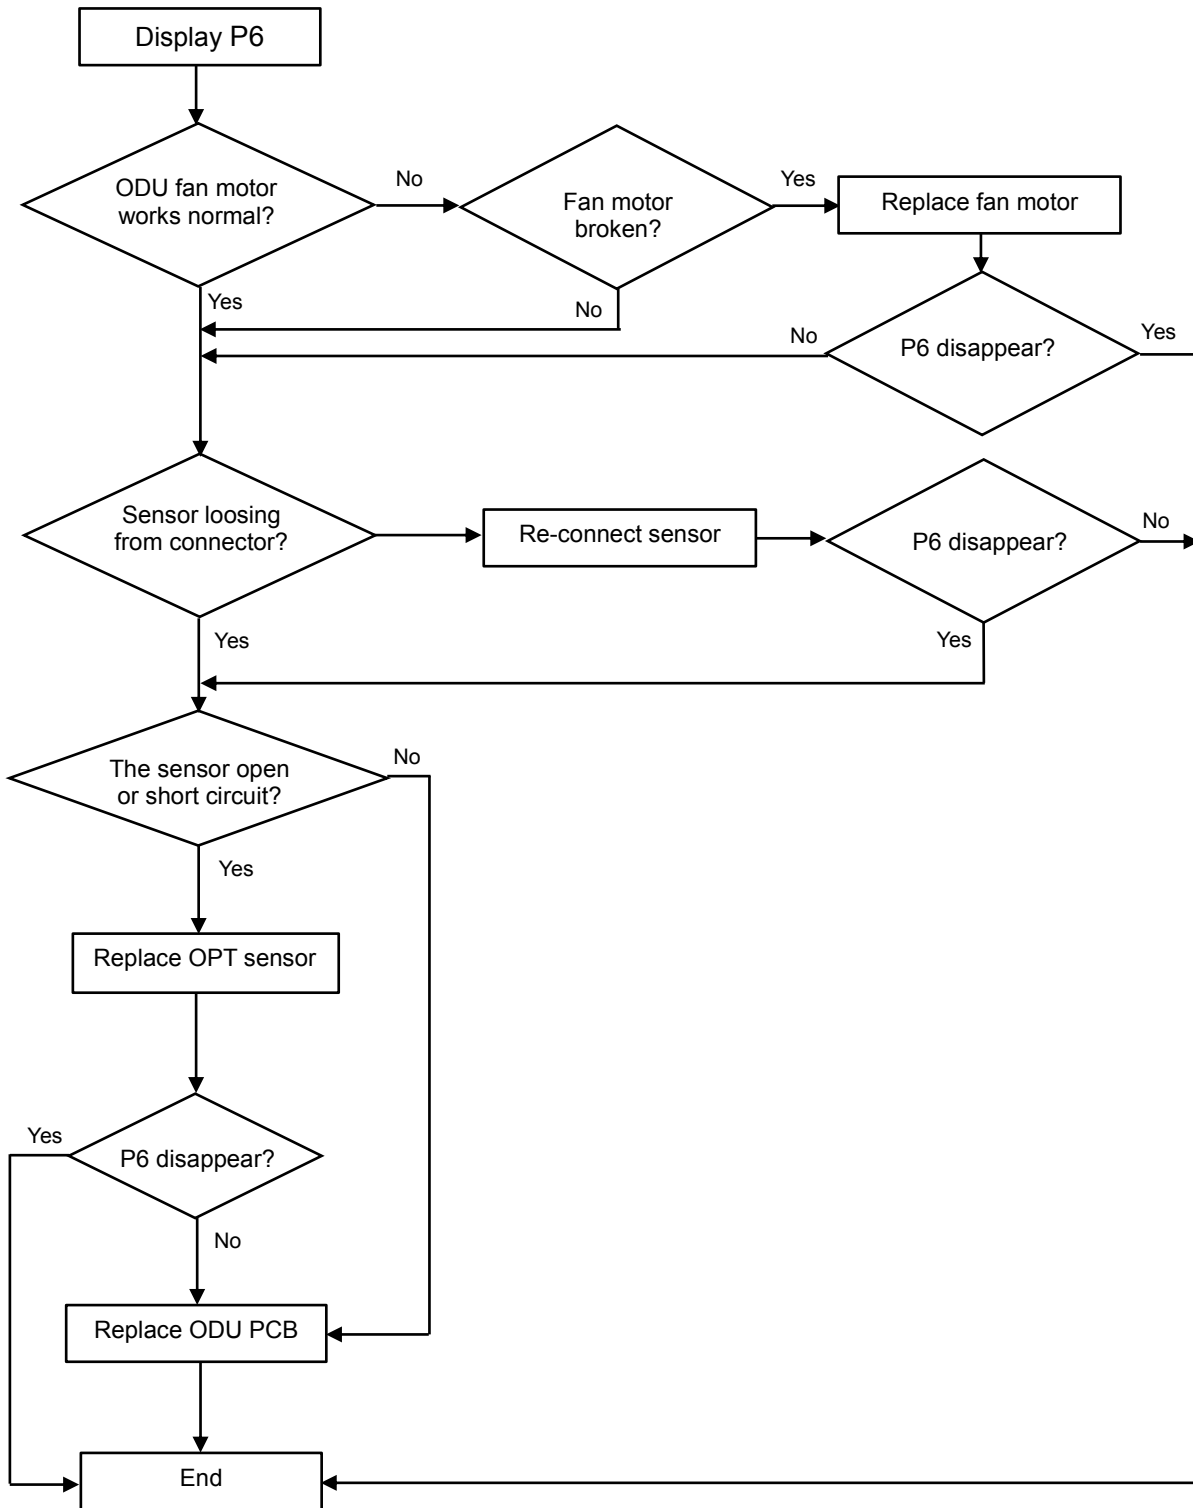 Display P6
ODU fan motor
works normal?
No
Fan motor
broken?
Yes
Replace fan motor
Yes
No
No
P6 disappear?
Yes
Sensor loosing
from connector?
Re-connect sensor
P6 disappear?
No
Yes
Yes
The sensor open
or short circuit?
No
Yes
Replace OPT sensor
Yes
P6 disappear?
No
Replace ODU PCB
End